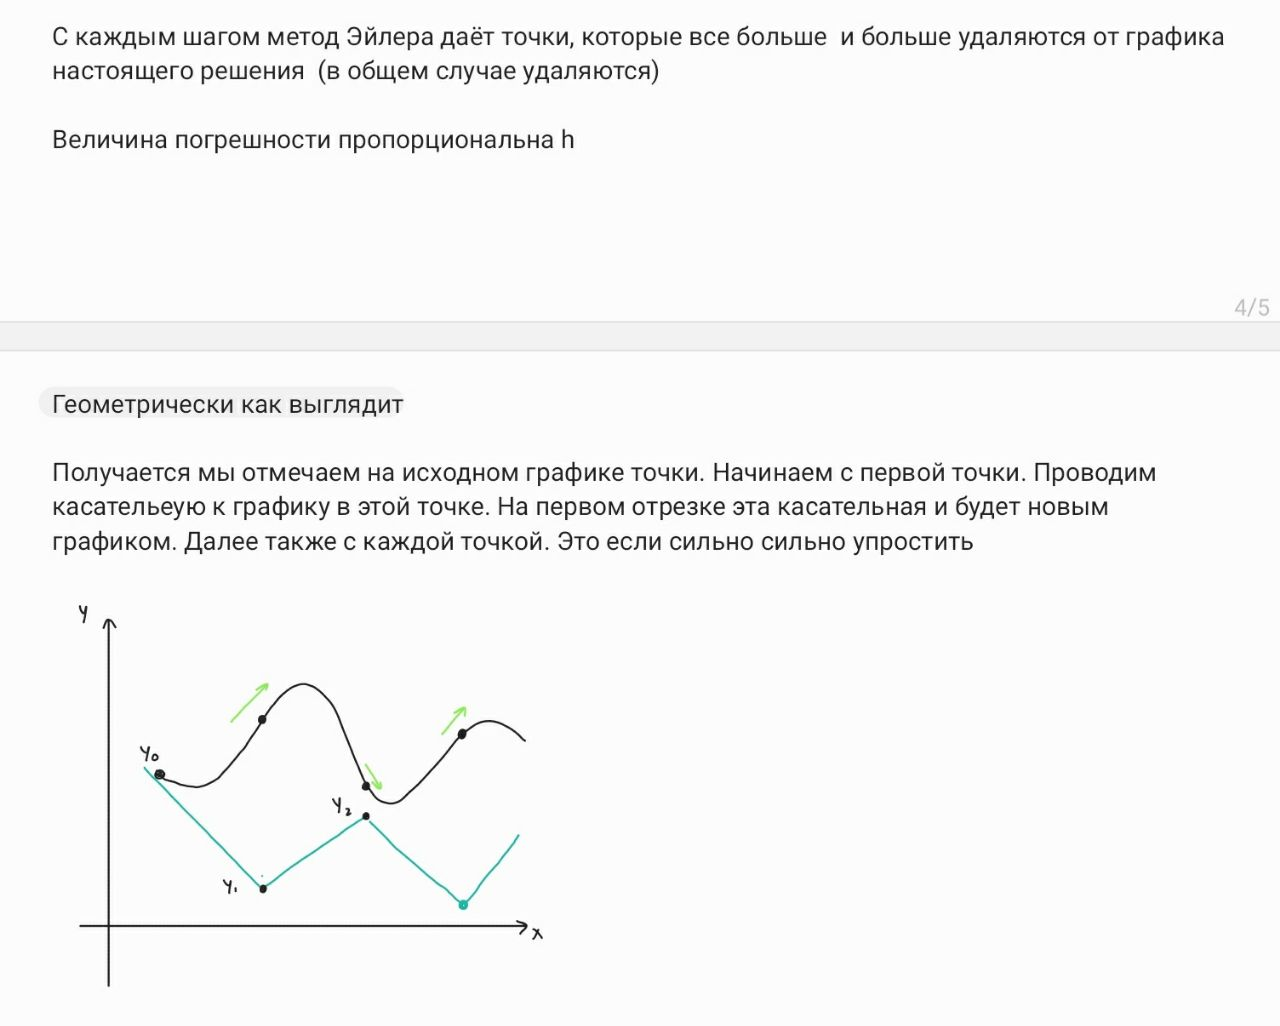 С каждым шагом метод Эйлера даёт точки, которые все больше и больше удаляются от графика
настоящего решения (в общем случае удаляются)
Величина погрешности пропорциональна h
4/5
Геометрически как выглядит
Получается мы отмечаем на исходном графике точки. Начинаем с первой точки. Проводим
касательеую к графику в этой точке. На первом отрезке эта касательная и будет новым
графиком. Далее также с каждой точкой. Это если сильно сильно упростить
y
y₀
y₂
y₁
x